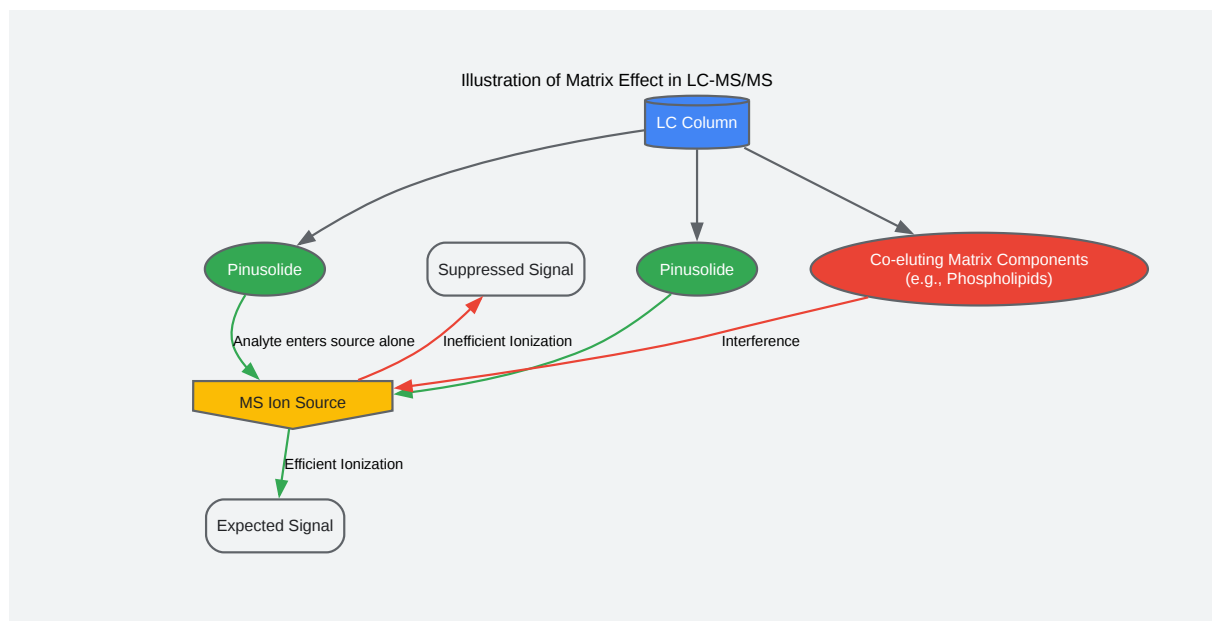 Illustration of Matrix Effect in LC-MS/MS
LC Column
Pinusolide
Suppressed Signal
Pinusolide
Co-eluting Matrix Components
(e.g., Phospholipids)
Analyte enters source alone
Inefficient Ionization
Interference
MS Ion Source
Efficient Ionization
Expected Signal